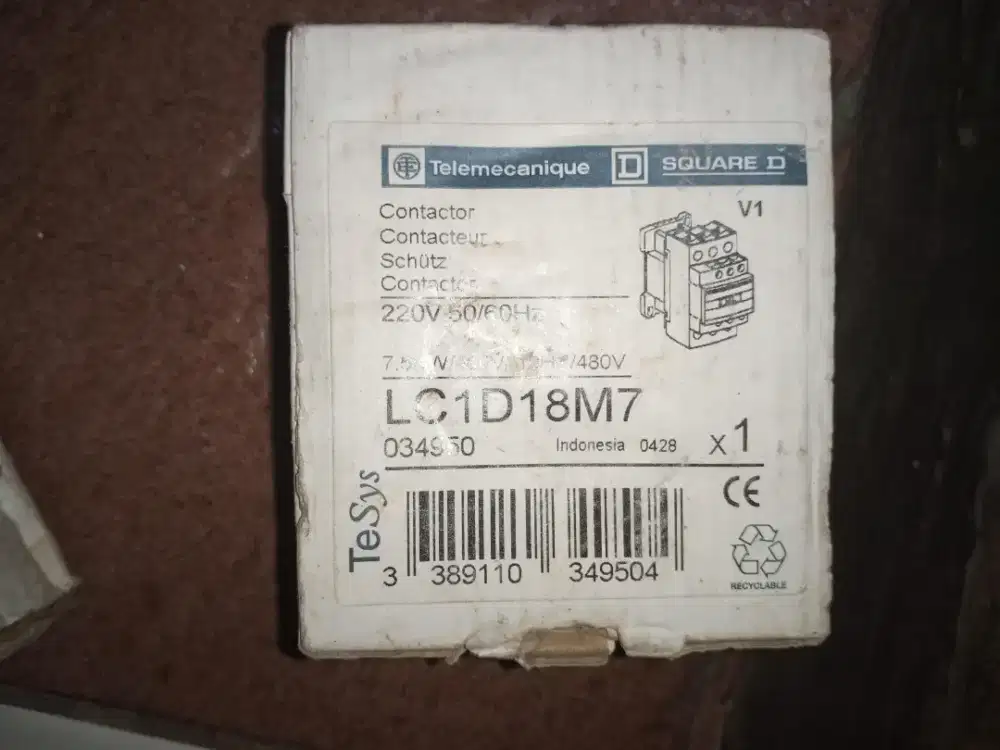 Telemecanique SQUARE D
Contactor
Contacteur
Schütz
Contactor
V1
220V 50/60Hz
/480V
LC1D18M7
034950 Indonesia 0428 x1
TeSys
3 389110 349504
CE
RECYCLABLE